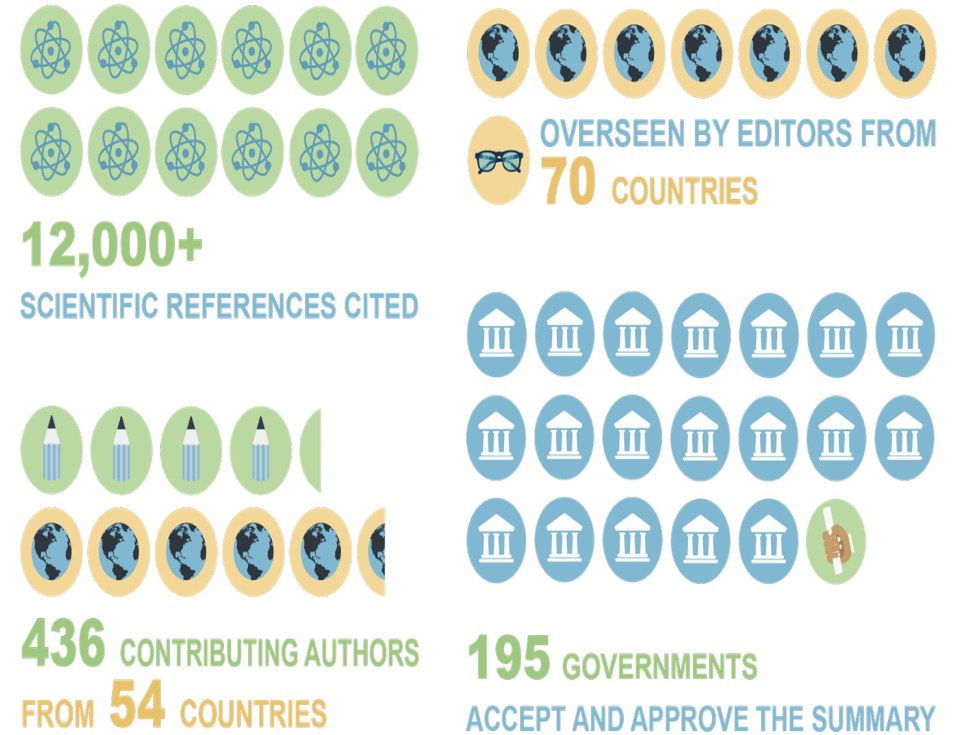 12,000+
SCIENTIFIC REFERENCES CITED
436 CONTRIBUTING AUTHORS
FROM 54 COUNTRIES
OVERSEEN BY EDITORS FROM
70 COUNTRIES
195 GOVERNMENTS
ACCEPT AND APPROVE THE SUMMARY